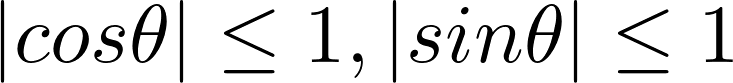 |cosθ| ≤ 1, |sinθ| ≤ 1